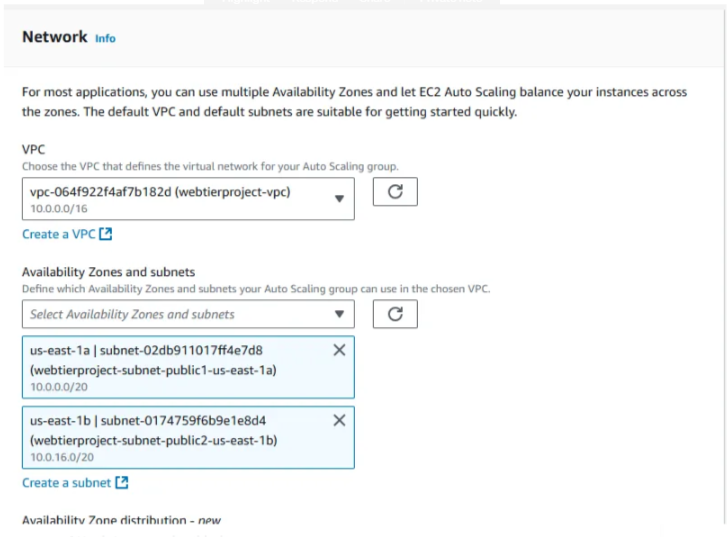 Network Info
For most applications, you can use multiple Availability Zones and let EC2 Auto Scaling balance your instances across
the zones. The default VPC and default subnets are suitable for getting started quickly.
VPC
Choose the VPC that defines the virtual network for your Auto Scaling group.
vpc-064f922f4af7b182d (webtierproject-vpc)
10.0.0.0/16
Create a VPC
Availability Zones and subnets
Define which Availability Zones and subnets your Auto Scaling group can use in the chosen VPC.
Select Availability Zones and subnets
us-east-1a | subnet-02db911017ff4e7d8
(webtierproject-subnet-public1-us-east-1a)
10.0.0.0/20
us-east-1b | subnet-0174759f6b9e1e8d4
(webtierproject-subnet-public2-us-east-1b)
10.0.16.0/20
Create a subnet
Availability Zone distribution - new